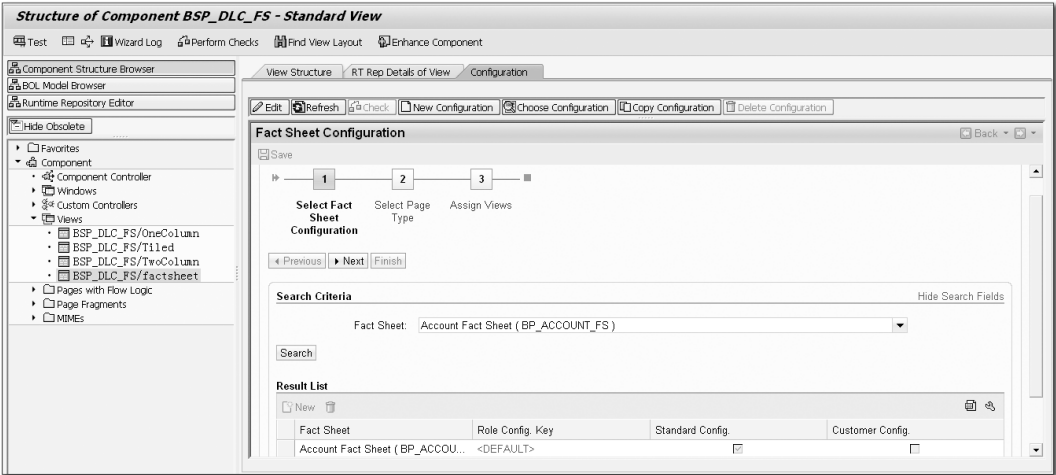 Structure of Component BSP_DLC_FS - Standard View
Test Wizard Log Perform Checks Find View Layout Enhance Component
Component Structure Browser
BOL Model Browser
Runtime Repository Editor
Hide Obsolete
Favorites
Component
Component Controller
Windows
Custom Controllers
Views
BSP_DLC_FS/OneColumn
BSP_DLC_FS/Tiled
BSP_DLC_FS/TwoColumn
BSP_DLC_FS/factsheet
Pages with Flow Logic
Page Fragments
MIMEs
View Structure RT Rep Details of View Configuration
Edit Refresh Check New Configuration Choose Configuration Copy Configuration Delete Configuration
Fact Sheet Configuration Back
Save
1 2 3
Select Fact Select Page Assign Views
Sheet Type
Configuration
Previous Next Finish
Search Criteria Hide Search Fields
Fact Sheet: Account Fact Sheet ( BP_ACCOUNT_FS )
Search
Result List
New
Fact Sheet Role Config. Key Standard Config. Customer Config.
Account Fact Sheet ( BP_ACCOU... <DEFAULT>